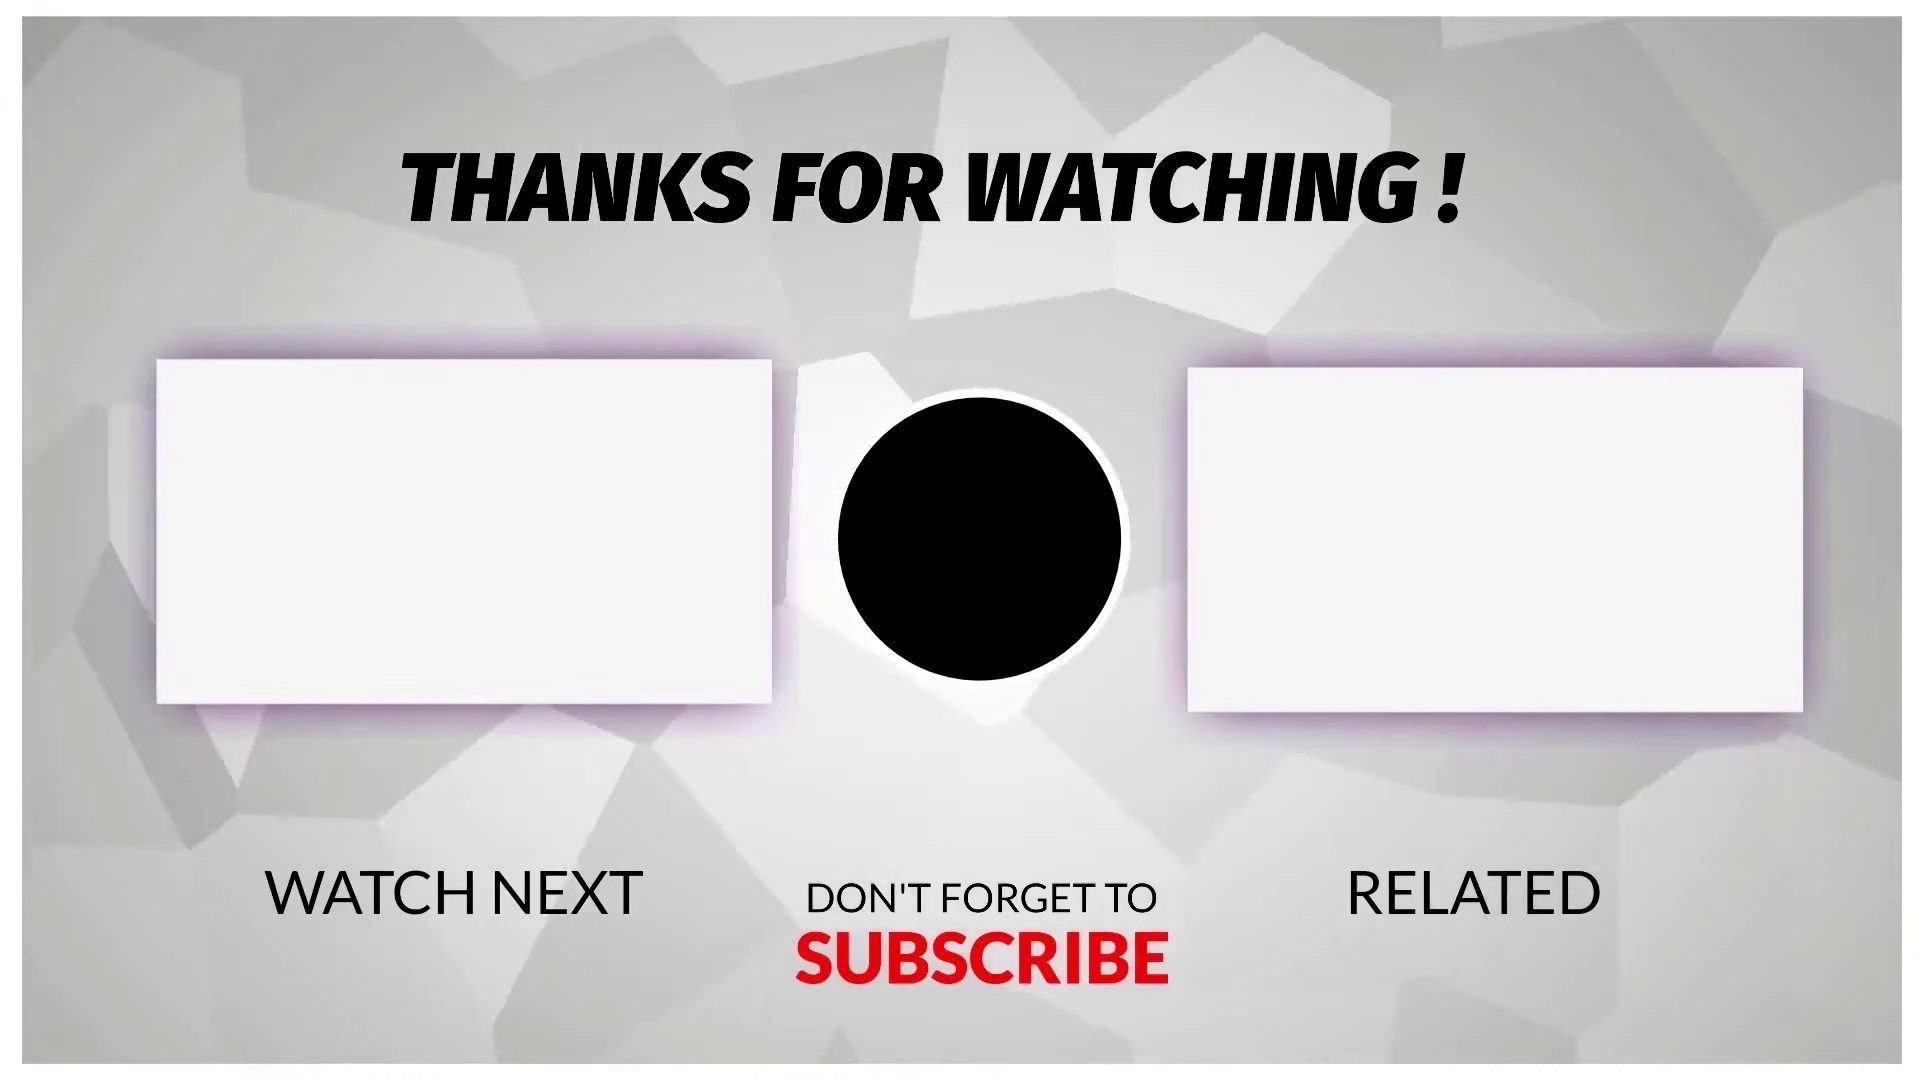 THANKS FOR WATCHING !
WATCH NEXT
DON'T FORGET TO
SUBSCRIBE
RELATED